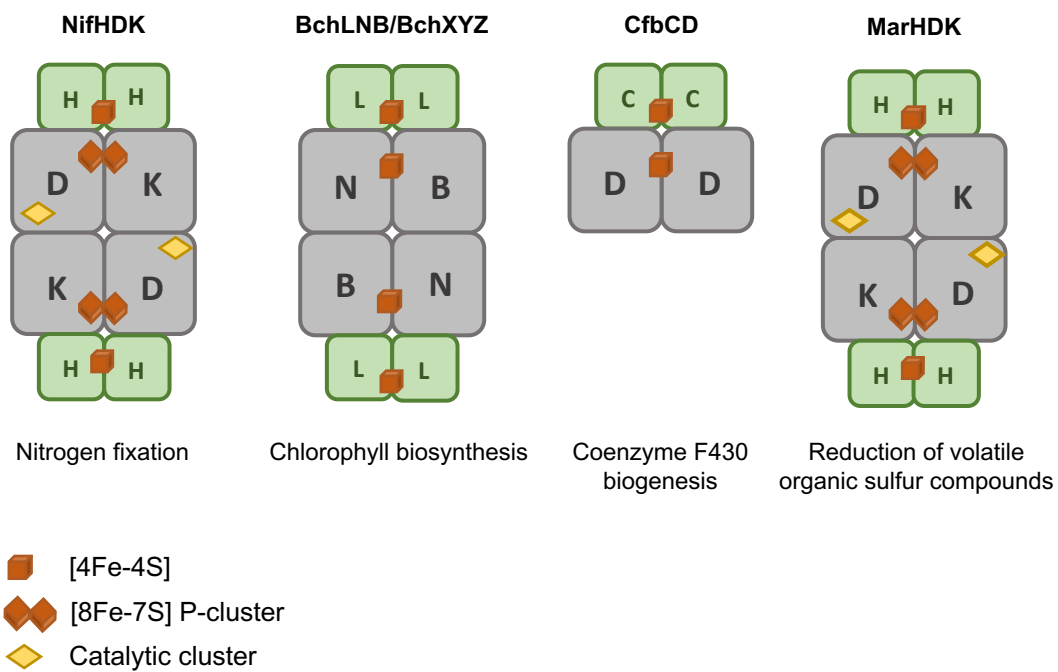 NifHDK
BchLNB/BchXYZ
CfbCD
MarHDK
H H
L L
C C
H H
D K
N B
D D
D K
K D
B N
K D
H H
L L
H H
Nitrogen fixation
Chlorophyll biosynthesis
Coenzyme F430
biogenesis
Reduction of volatile
organic sulfur compounds
[4Fe-4S]
[8Fe-7S] P-cluster
Catalytic cluster